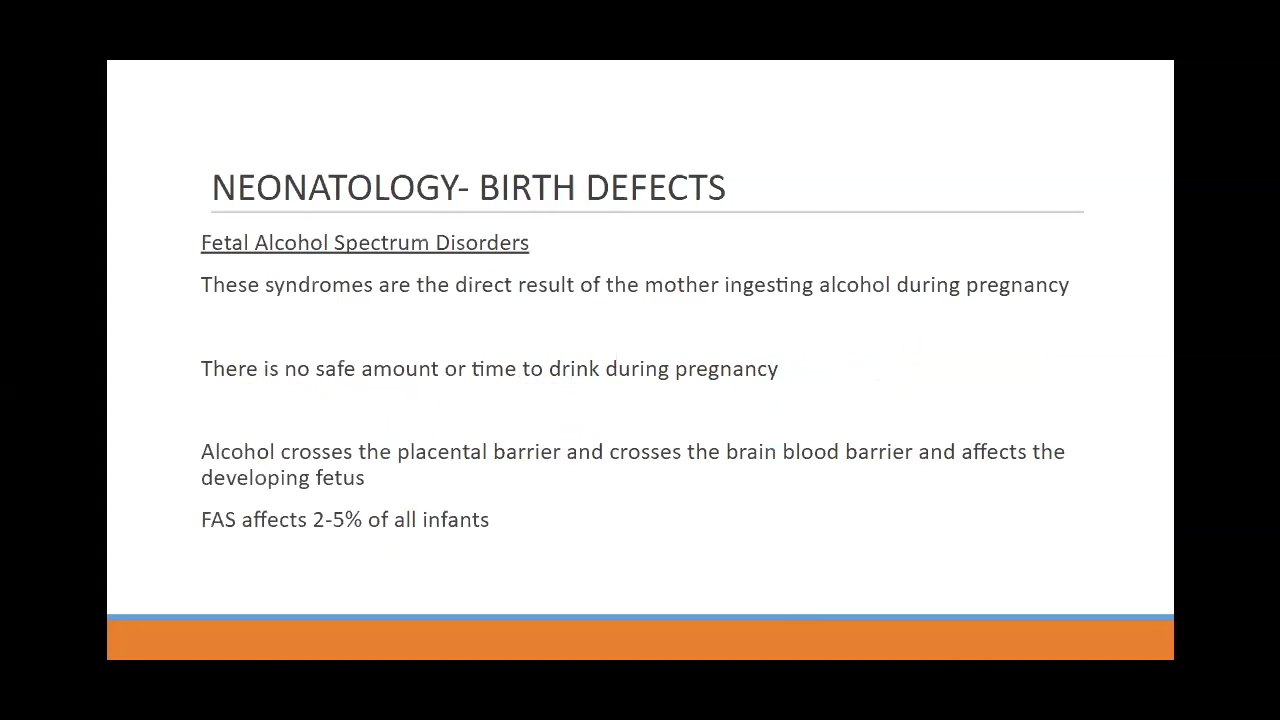 NEONATOLOGY- BIRTH DEFECTS
Fetal Alcohol Spectrum Disorders
These syndromes are the direct result of the mother ingesting alcohol during pregnancy
There is no safe amount or time to drink during pregnancy
Alcohol crosses the placental barrier and crosses the brain blood barrier and affects the
developing fetus
FAS affects 2-5% of all infants